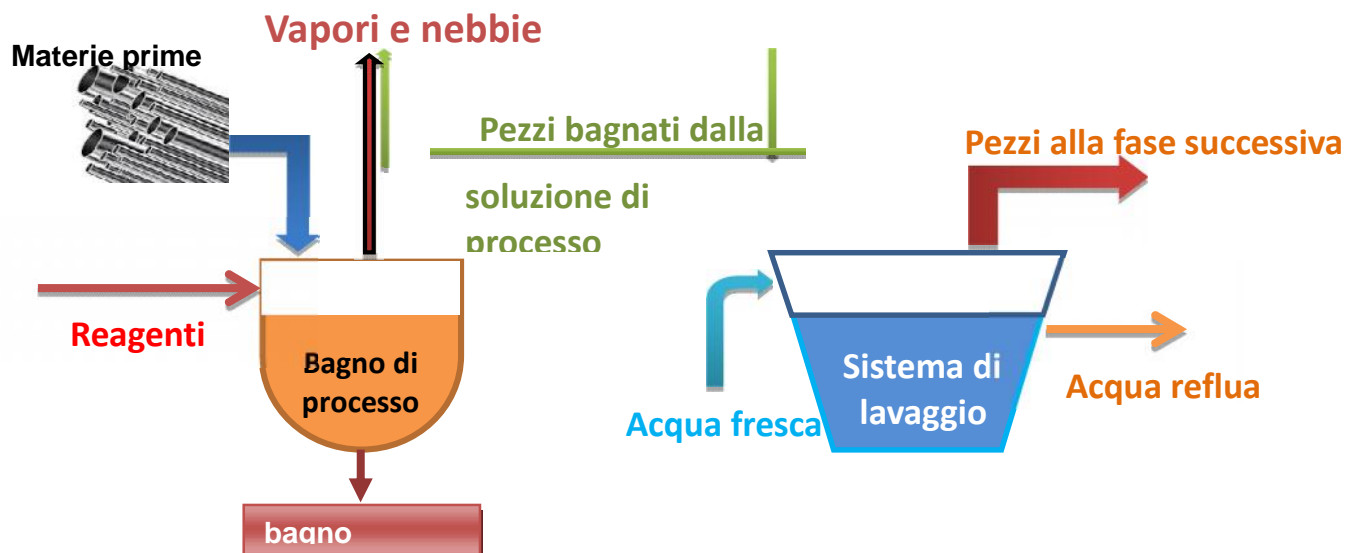 Vapori e nebbie
Materie prime
Pezzi bagnati dalla
soluzione di
processo
Pezzi alla fase successiva
Reagenti
Bagno di
processo
Sistema di
lavaggio
Acqua reflua
Acqua fresca
bagno